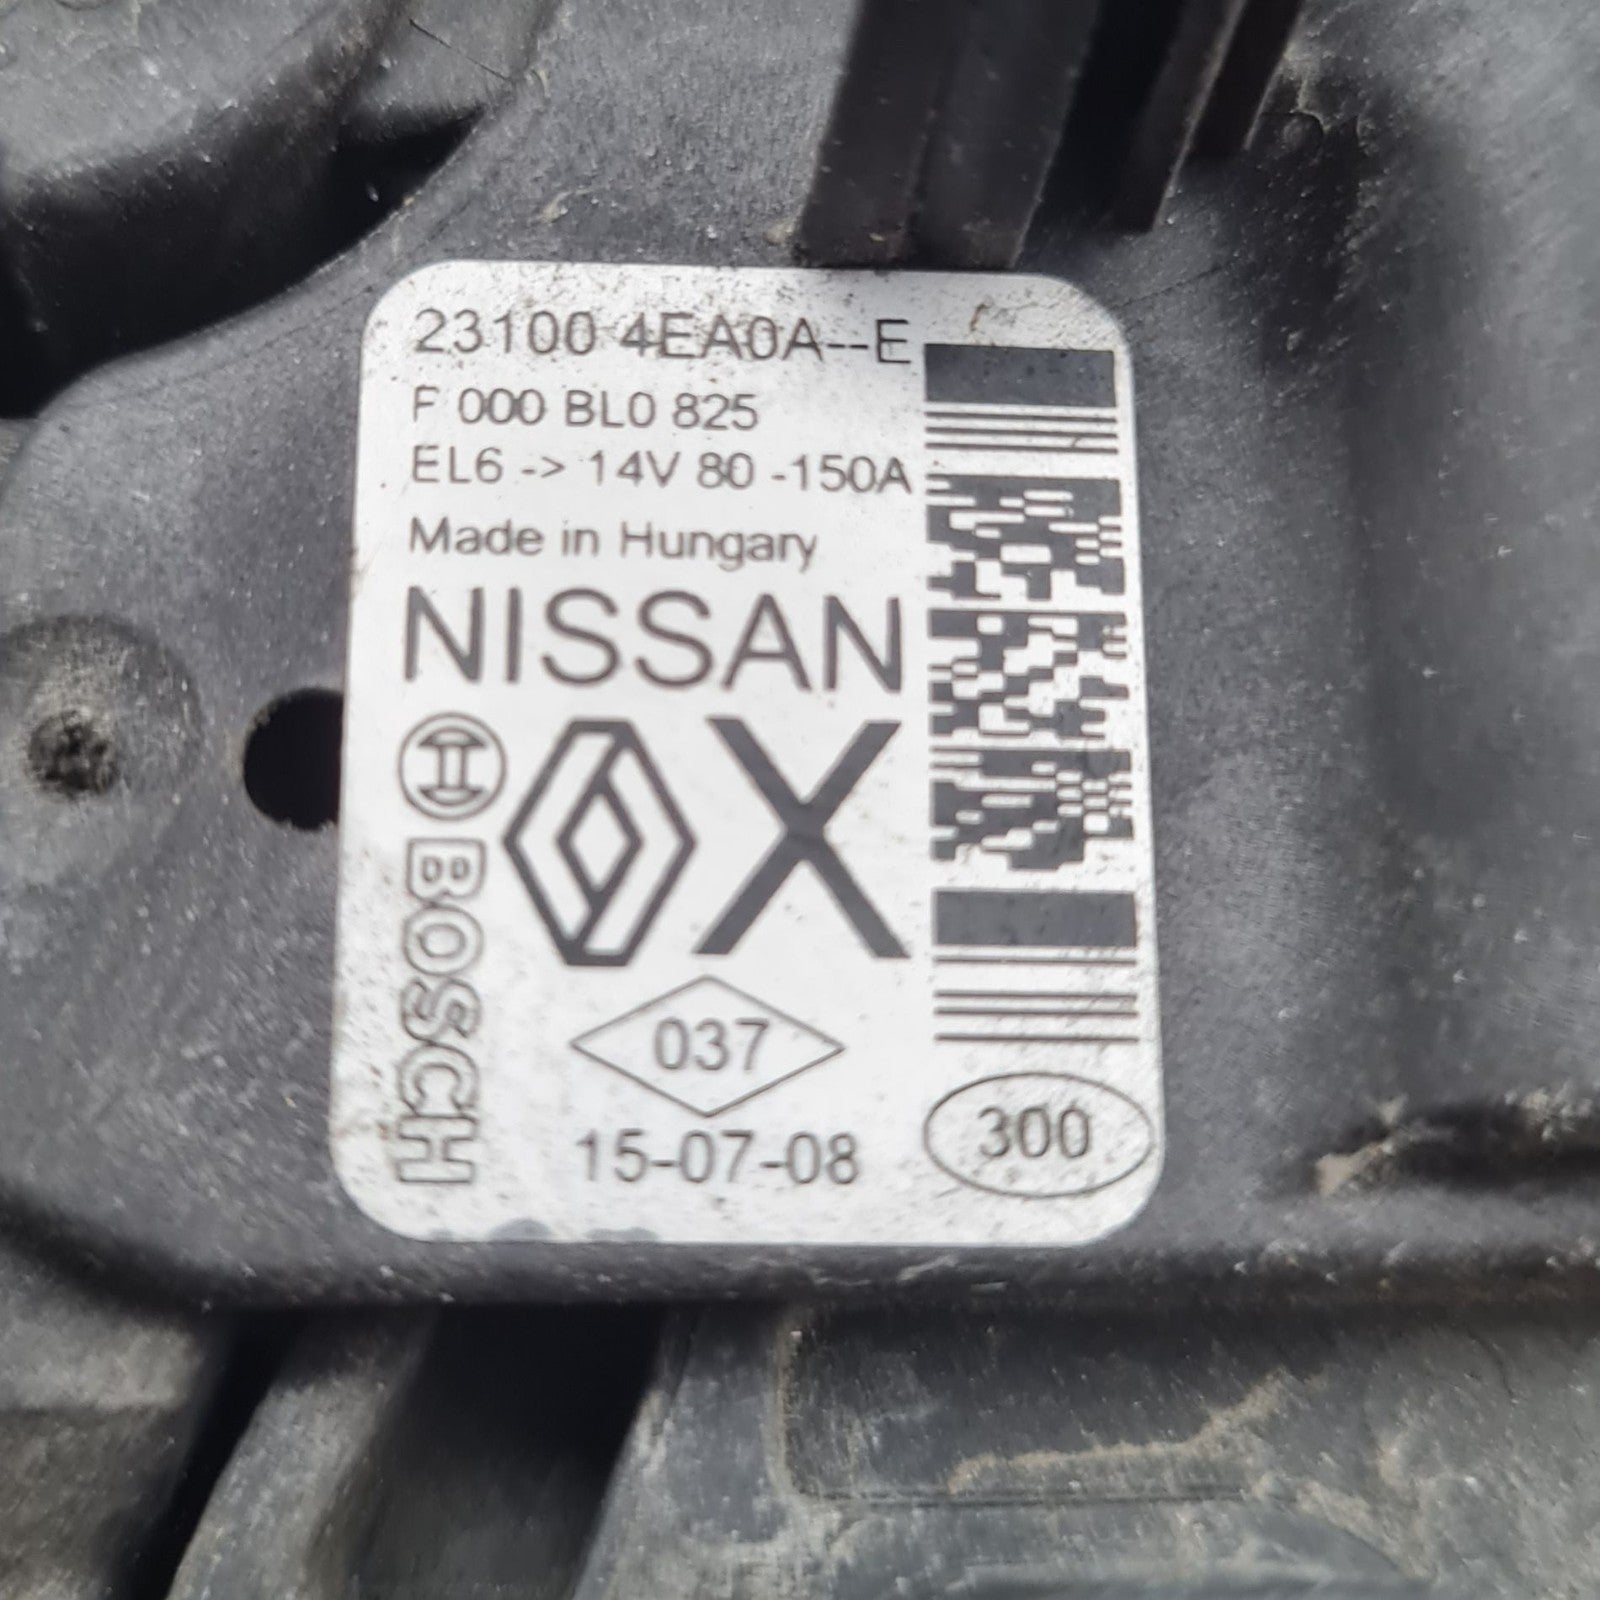 23100 4EA0A--E
F 000 BL0 825
EL6 -> 14V 80 -150A
Made in Hungary
NISSAN
X
BOSCH
037
15-07-08
300